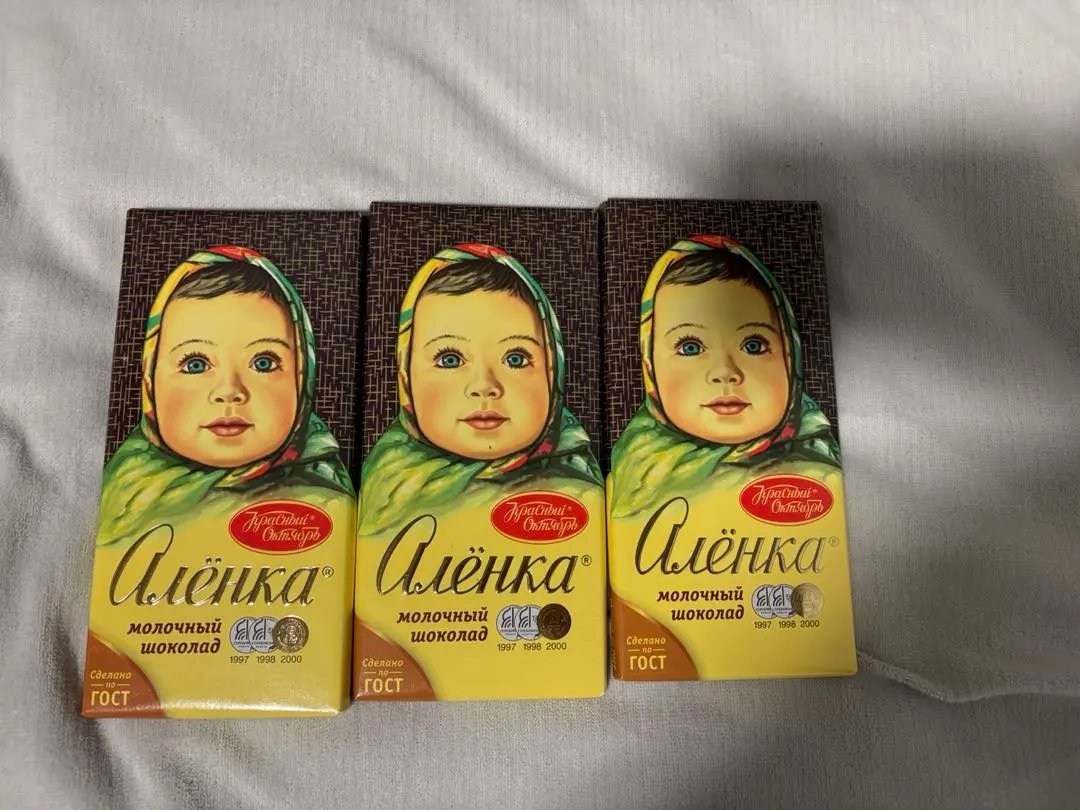 Красный®
Октябрь
Алёнка®
молочный
шоколад
1997 1998 2000
Сделано
по
ГОСТ
Красный®
Октябрь
Алёнка®
молочный
шоколад
1997 1998 2000
Сделано
по
ГОСТ
Красный®
Октябрь
Алёнка®
молочный
шоколад
1997 1998 2000
Сделано
по
ГОСТ